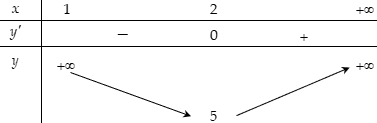 x 1 2 +∞
y′ − 0 +
y +∞ +∞
5